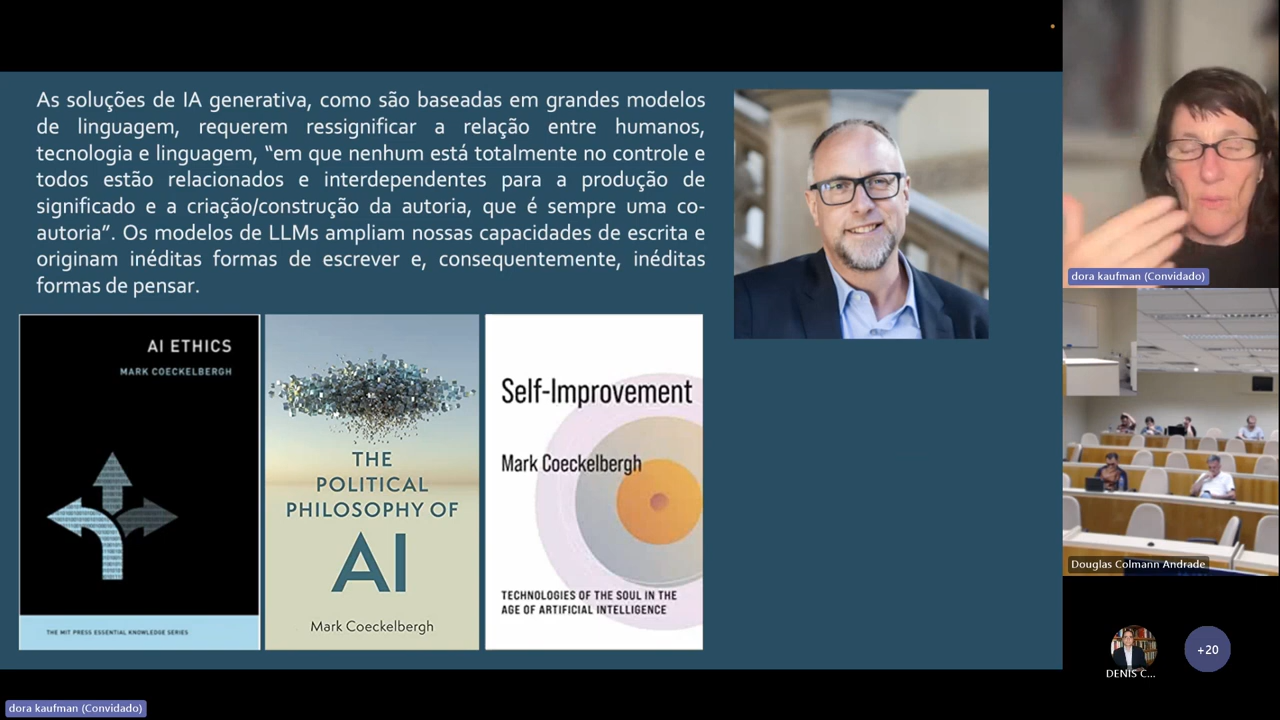 As soluções de IA generativa, como são baseadas em grandes modelos
de linguagem, requerem ressignificar a relação entre humanos,
tecnologia e linguagem, “em que nenhum está totalmente no controle e
todos estão relacionados e interdependentes para a produção de
significado e a criação/construção da autoria, que é sempre uma co-
autoria”. Os modelos de LLMs ampliam nossas capacidades de escrita e
originam inéditas formas de escrever e, consequentemente, inéditas
formas de pensar.
AI ETHICS
MARK COECKELBERGH
THE MIT PRESS ESSENTIAL KNOWLEDGE SERIES
THE
POLITICAL
PHILOSOPHY OF
AI
Mark Coeckelbergh
Self-Improvement
Mark Coeckelbergh
TECHNOLOGIES OF THE SOUL IN THE
AGE OF ARTIFICIAL INTELLIGENCE
dora kaufman (Convidado)
Douglas Colmann Andrade
DENIS C...
+20
dora kaufman (Convidado)